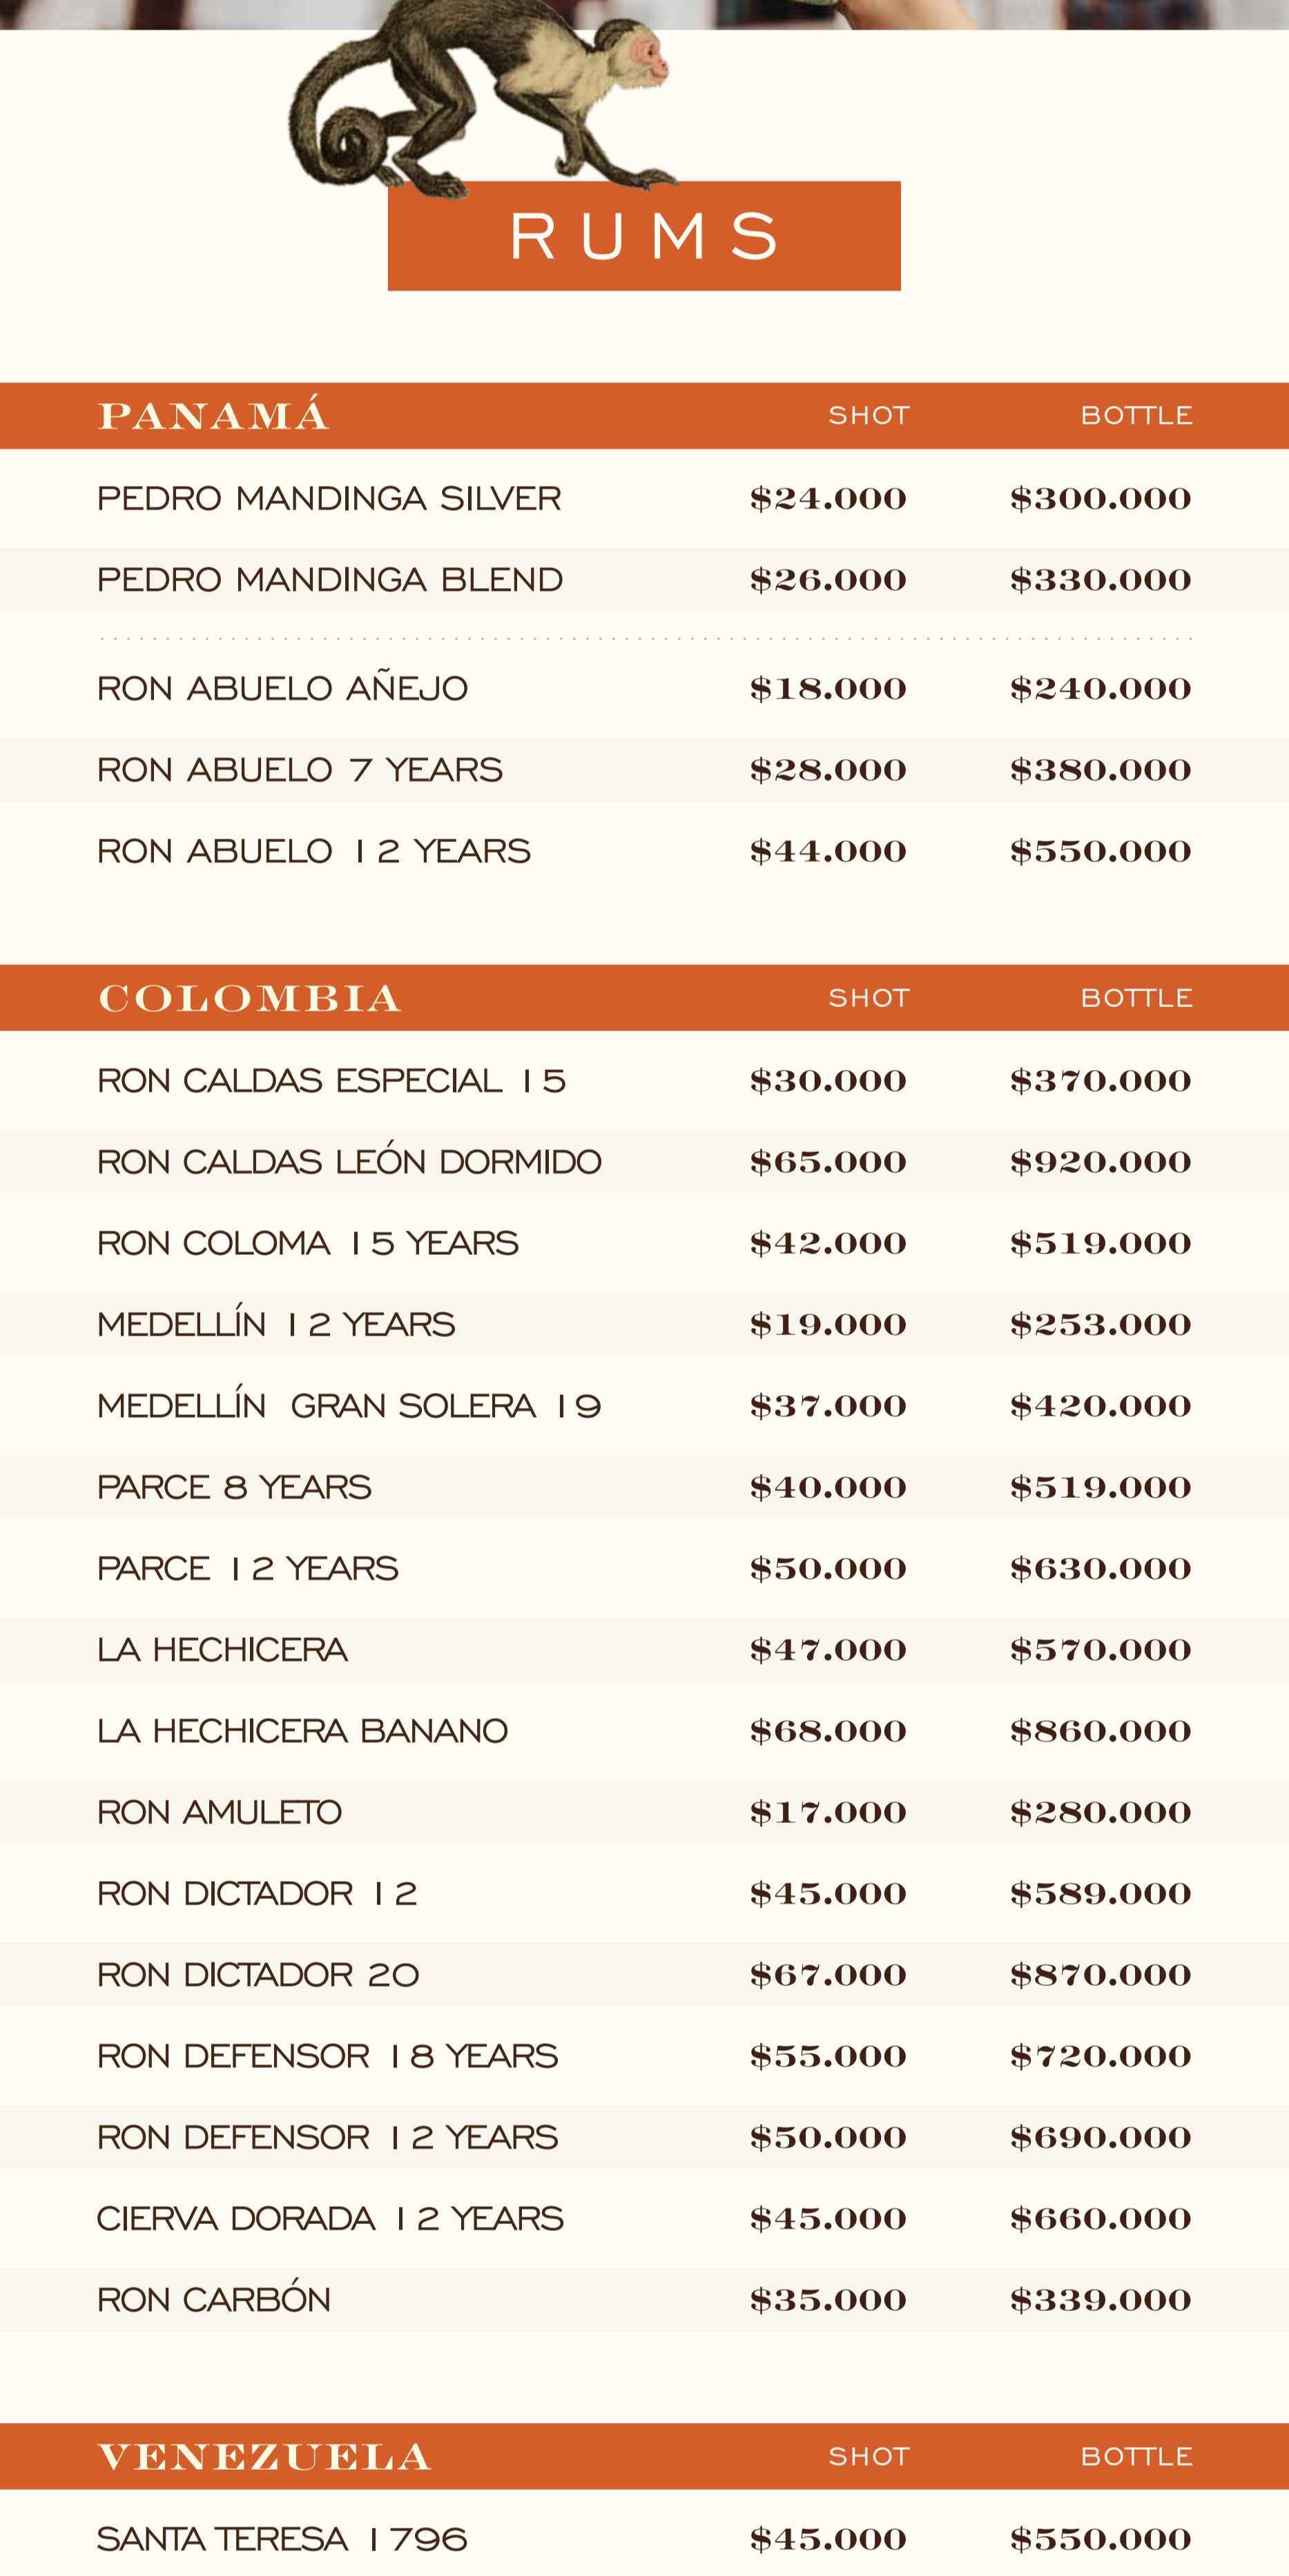 RUMS
PANAMÁ SHOT BOTTLE
PEDRO MANDINGA SILVER $24.000 $300.000
PEDRO MANDINGA BLEND $26.000 $330.000
RON ABUELO AÑEJO $18.000 $240.000
RON ABUELO 7 YEARS $28.000 $380.000
RON ABUELO 12 YEARS $44.000 $550.000
COLOMBIA SHOT BOTTLE
RON CALDAS ESPECIAL 15 $30.000 $370.000
RON CALDAS LEÓN DORMIDO $65.000 $920.000
RON COLOMA 15 YEARS $42.000 $519.000
MEDELLÍN 12 YEARS $19.000 $253.000
MEDELLÍN GRAN SOLERA 19 $37.000 $420.000
PARCE 8 YEARS $40.000 $519.000
PARCE 12 YEARS $50.000 $630.000
LA HECHICERA $47.000 $570.000
LA HECHICERA BANANO $68.000 $860.000
RON AMULETO $17.000 $280.000
RON DICTADOR 12 $45.000 $589.000
RON DICTADOR 20 $67.000 $870.000
RON DEFENSOR 18 YEARS $55.000 $720.000
RON DEFENSOR 12 YEARS $50.000 $690.000
CIERVA DORADA 12 YEARS $45.000 $660.000
RON CARBÓN $35.000 $339.000
VENEZUELA SHOT BOTTLE
SANTA TERESA 1796 $45.000 $550.000